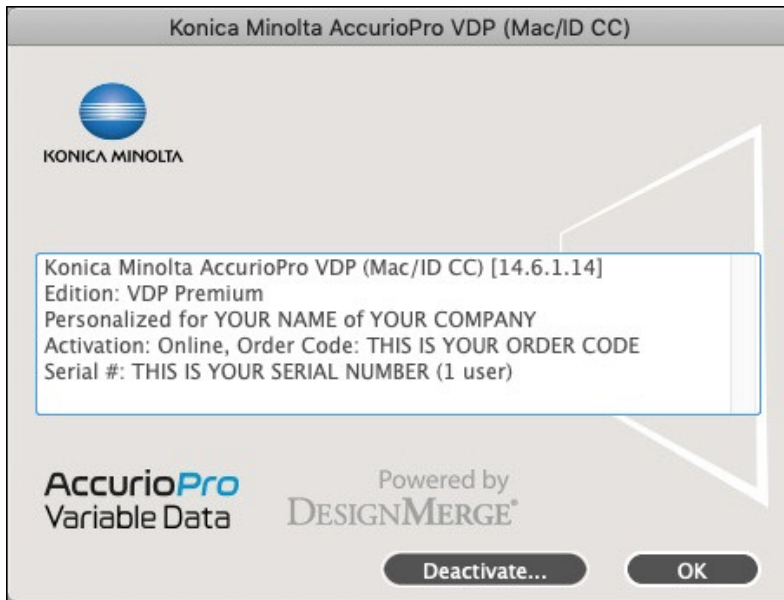 Konica Minolta AccurioPro VDP (Mac/ID CC)
KONICA MINOLTA
Konica Minolta AccurioPro VDP (Mac/ID CC) [14.6.1.14]
Edition: VDP Premium
Personalized for YOUR NAME of YOUR COMPANY
Activation: Online, Order Code: THIS IS YOUR ORDER CODE
Serial #: THIS IS YOUR SERIAL NUMBER (1 user)
AccurioPro
Variable Data
Powered by
DESIGNMERGE®
Deactivate...
OK